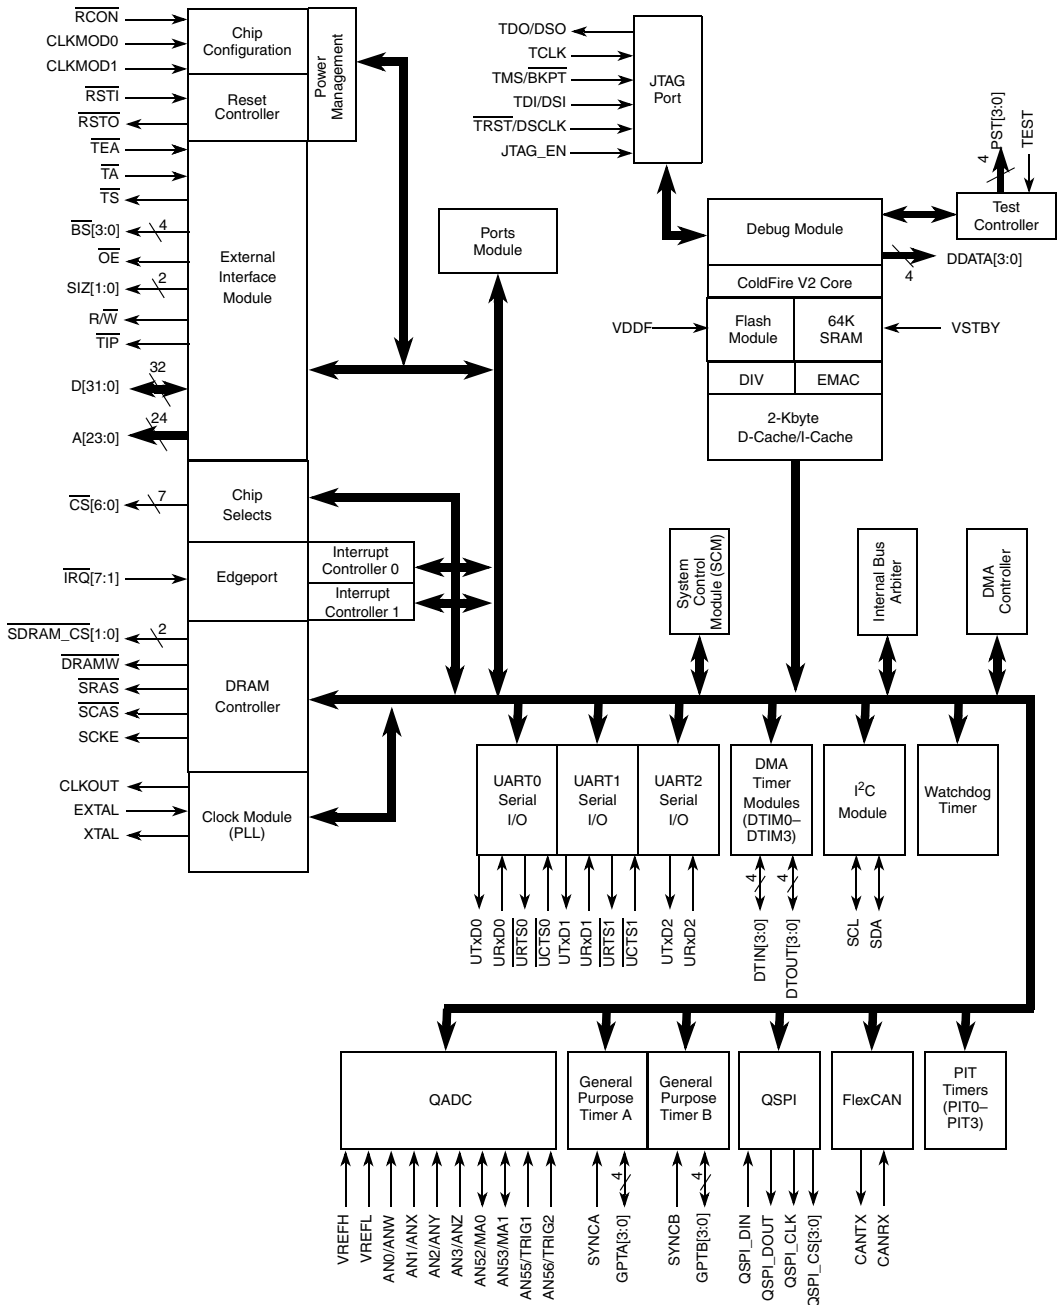 RCON
CLKMOD0
CLKMOD1
RSTI
RSTO
TEA
TA
TS
BS[3:0]
4
OE
SIZ[1:0]
2
R/W
TIP
D[31:0]
32
A[23:0]
24
CS[6:0]
7
IRQ[7:1]
SDRAM_CS[1:0]
2
DRAMW
SRAS
SCAS
SCKE
CLKOUT
EXTAL
XTAL
Chip
Configuration
Reset
Controller
Power
Management
External
Interface
Module
Chip
Selects
Edgeport
Interrupt
Controller 0
Interrupt
Controller 1
DRAM
Controller
Clock Module
(PLL)
Ports
Module
TDO/DSO
TCLK
TMS/BKPT
TDI/DSI
TRST/DSCLK
JTAG_EN
JTAG
Port
4
PST[3:0]
TEST
Test
Controller
DDATA[3:0]
4
Debug Module
ColdFire V2 Core
Flash
Module
64K
SRAM
VDDF
VSTBY
DIV
EMAC
2-Kbyte
D-Cache/I-Cache
System
Control
Module (SCM)
Internal Bus
Arbiter
DMA
Controller
UART0
Serial
I/O
UART1
Serial
I/O
UART2
Serial
I/O
DMA
Timer
Modules
(DTIM0–
DTIM3)
I2C
Module
Watchdog
Timer
UTxD0
URxD0
URTS0
UCTS0
UTxD1
URxD1
URTS1
UCTS1
UTxD2
URxD2
4
DTIN[3:0]
4
DTOUT[3:0]
SCL
SDA
QADC
General
Purpose
Timer A
General
Purpose
Timer B
QSPI
FlexCAN
PIT
Timers
(PIT0–
PIT3)
VREFH
VREFL
AN0/ANW
AN1/ANX
AN2/ANY
AN3/ANZ
AN52/MA0
AN53/MA1
AN55/TRIG1
AN56/TRIG2
SYNCA
4
GPTA[3:0]
SYNCB
4
GPTB[3:0]
QSPI_DIN
QSPI_DOUT
QSPI_CLK
QSPI_CS[3:0]
CANTX
CANRX